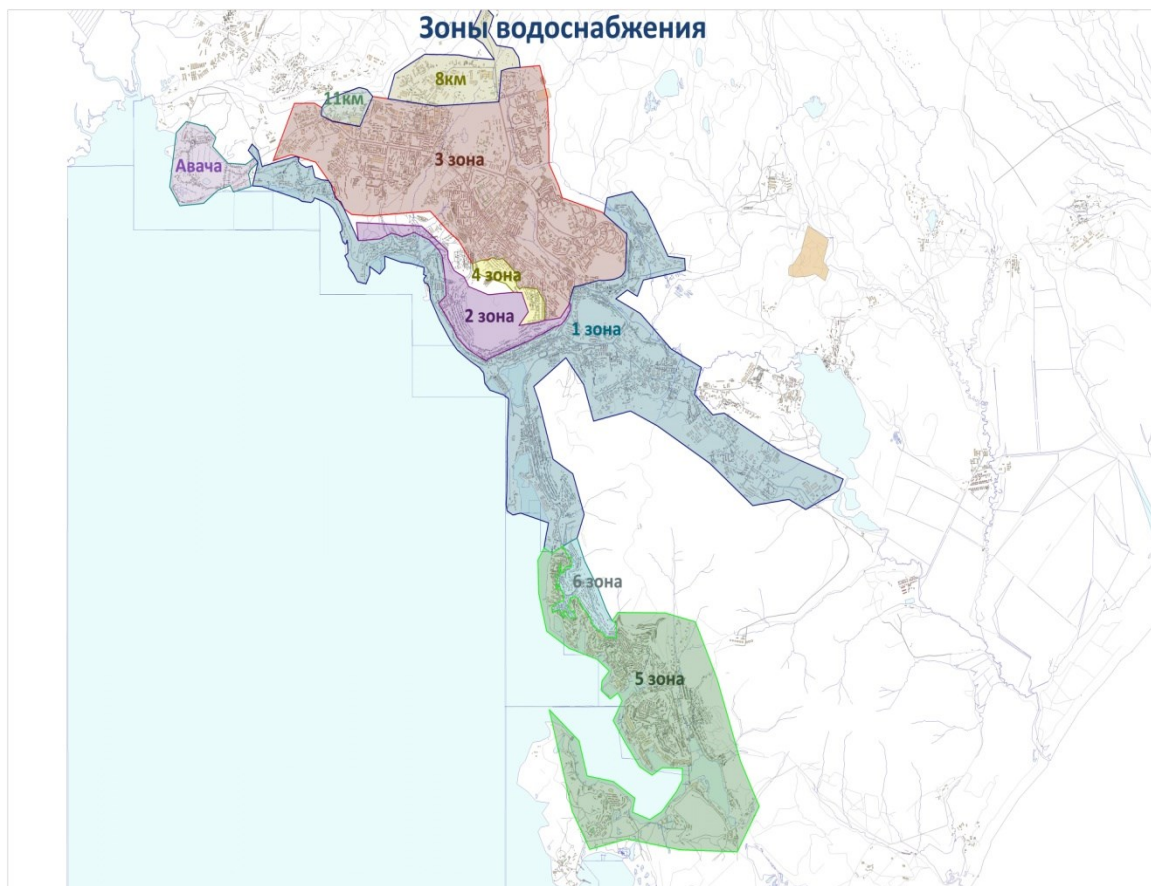 Зоны водоснабжения
8км
11км
3 зона
Авача
4 зона
2 зона
1 зона
6 зона
5 зона